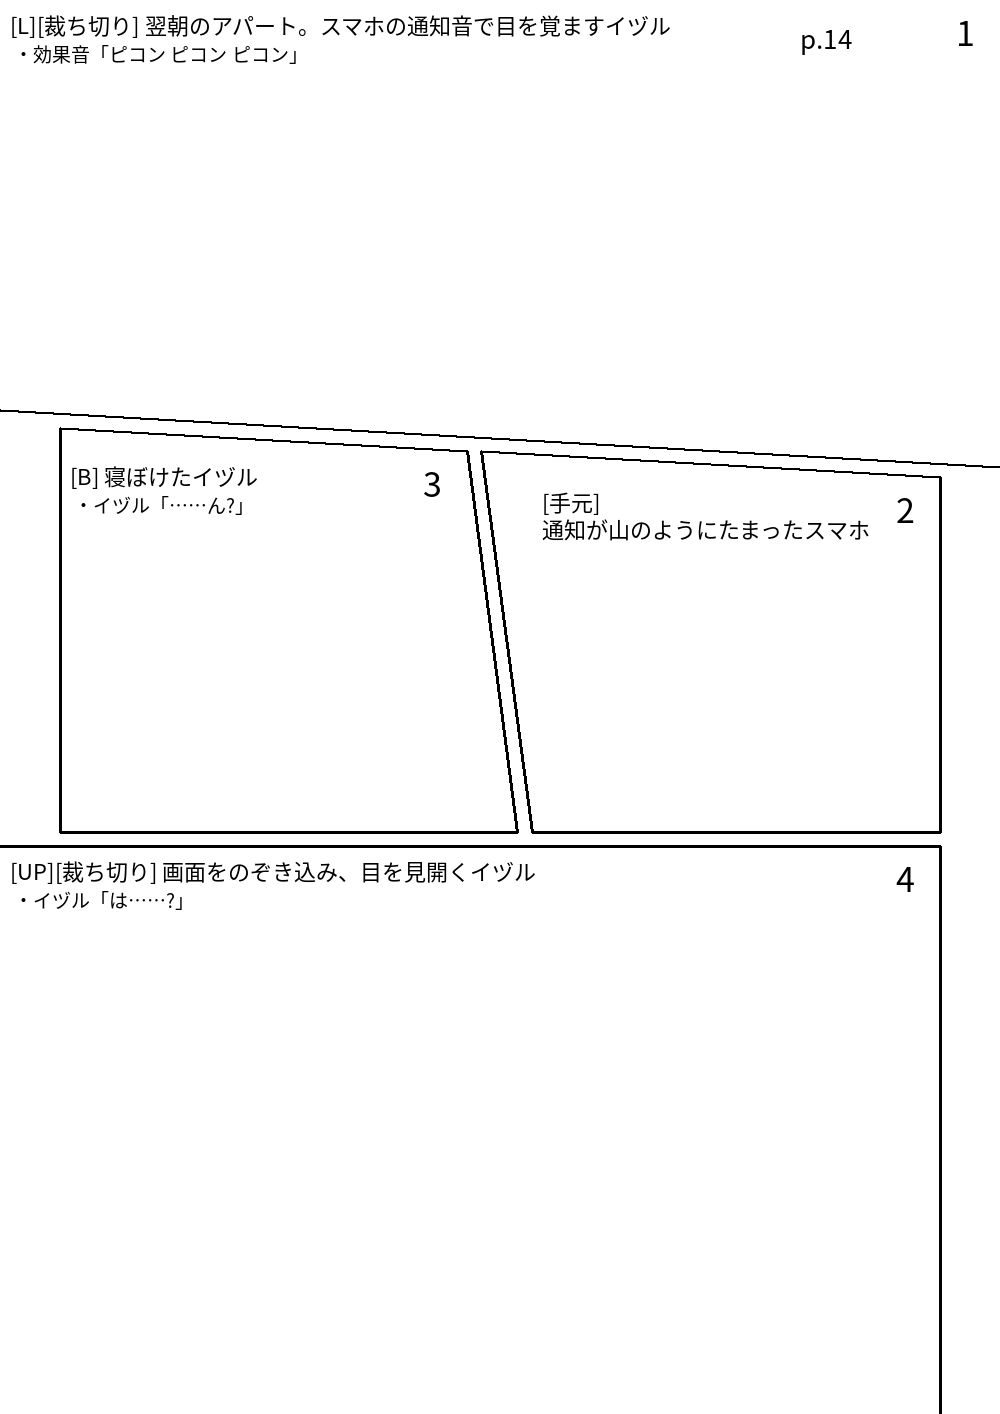 [L][裁ち切り] 翌朝のアパート。スマホの通知音で目を覚ますイヅル
・効果音「ピコン ピコン ピコン」
p.14
1
[手元]
通知が山のようにたまったスマホ
2
[B] 寝ぼけたイヅル
・イヅル「……ん?」
3
[UP][裁ち切り] 画面をのぞき込み、目を見開くイヅル
・イヅル「は……?」
4